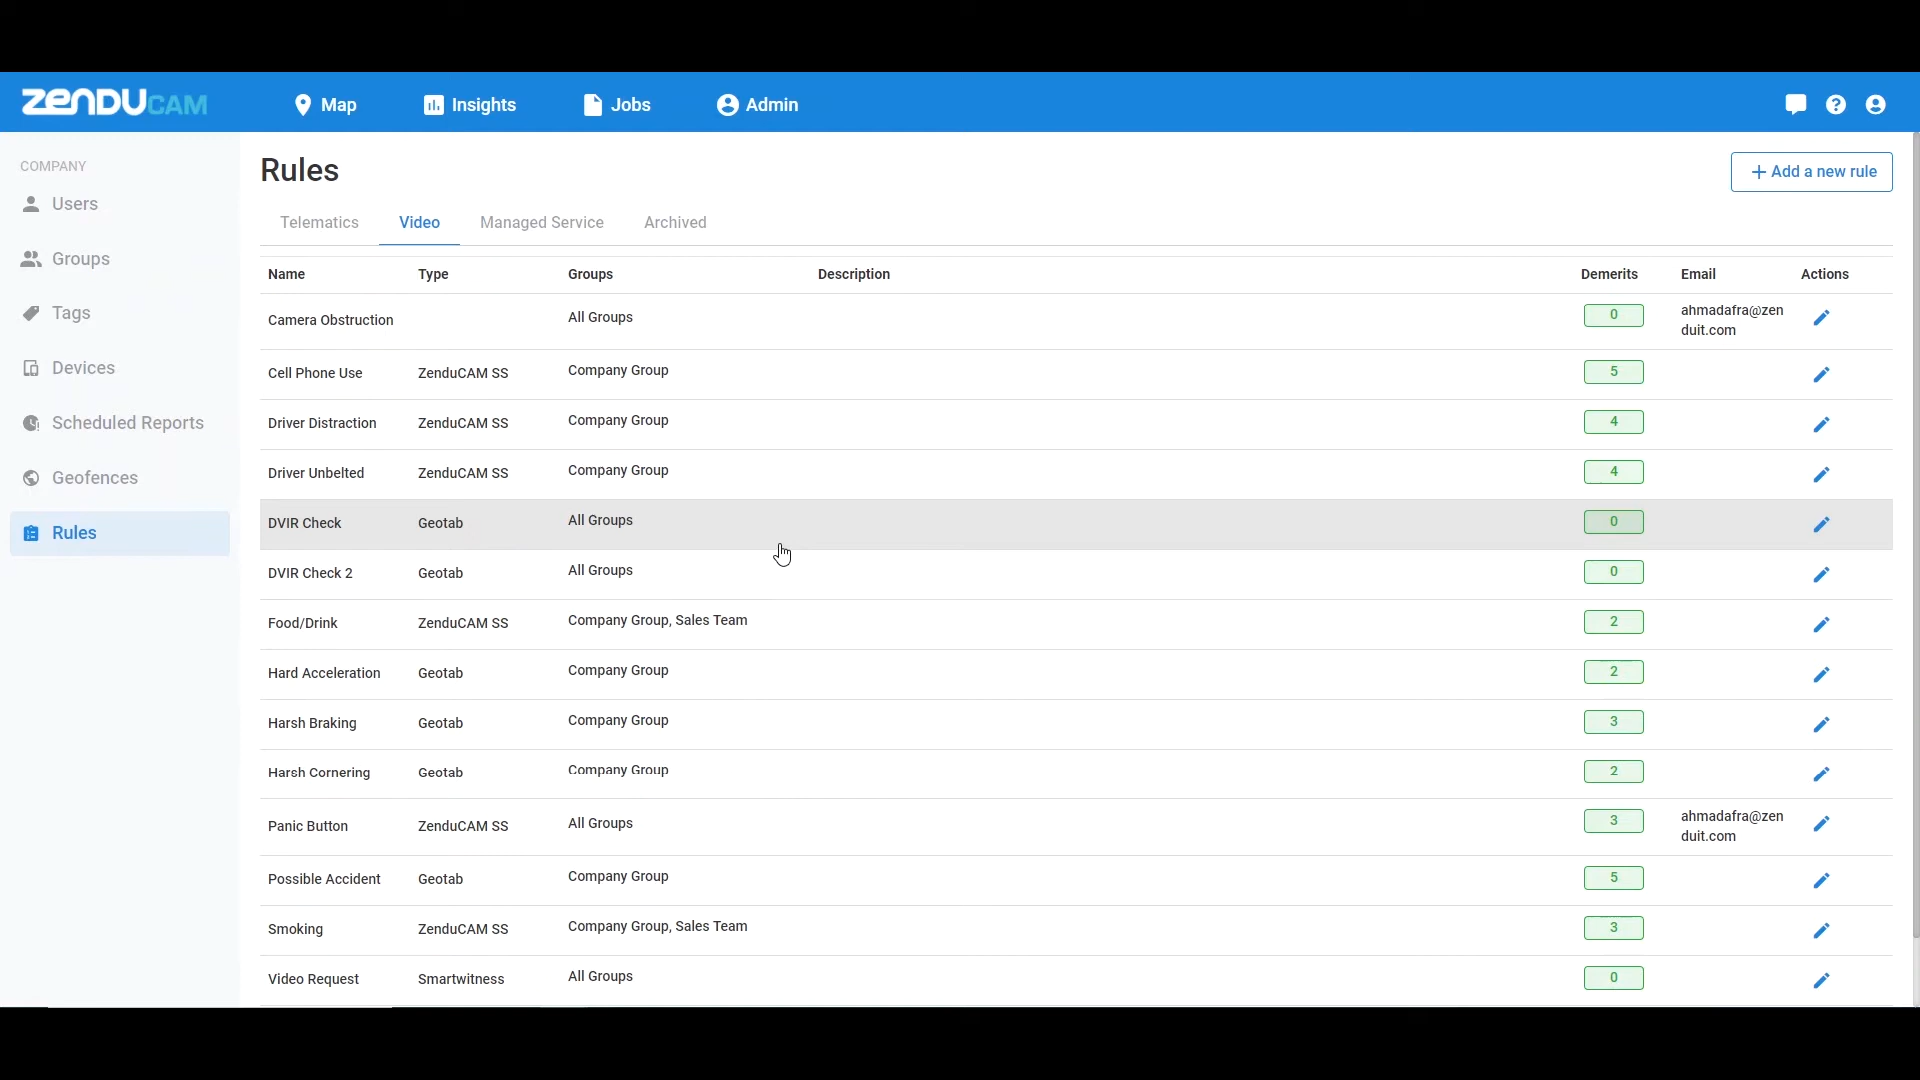 ZENDUCAM Map Insights Jobs Admin
COMPANY
Users
Groups
Tags
Devices
Scheduled Reports
Geofences
Rules
Rules
+ Add a new rule
Telematics Video Managed Service Archived
Name Type Groups Description Demerits Email Actions
Camera Obstruction All Groups 0 ahmadafra@zen
duit.com
Cell Phone Use ZenduCAM SS Company Group 5
Driver Distraction ZenduCAM SS Company Group 4
Driver Unbelted ZenduCAM SS Company Group 4
DVIR Check Geotab All Groups 0
DVIR Check 2 Geotab All Groups 0
Food/Drink ZenduCAM SS Company Group, Sales Team 2
Hard Acceleration Geotab Company Group 2
Harsh Braking Geotab Company Group 3
Harsh Cornering Geotab Company Group 2
Panic Button ZenduCAM SS All Groups 3 ahmadafra@zen
duit.com
Possible Accident Geotab Company Group 5
Smoking ZenduCAM SS Company Group, Sales Team 3
Video Request Smartwitness All Groups 0